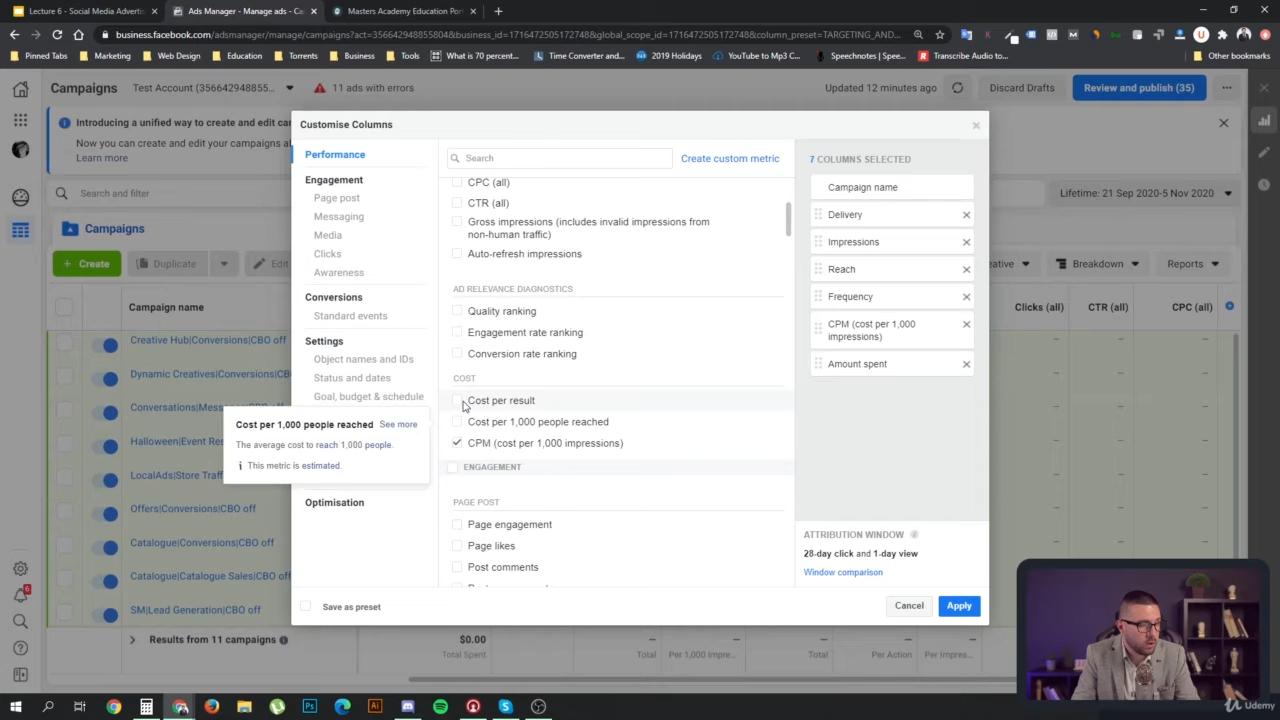 Lecture 6 - Social Media Advertis
Ads Manager - Manage ads - Ca
Masters Academy Education Por
business.facebook.com/adsmanager/manage/campaigns?act=356642948855804&business_id=171647250517274&global_scope_id=171647250517274&column_preset=TARGETING_AND...
Pinned Tabs
Marketing
Web Design
Education
Torrents
Business
Tools
What is 70 percent...
Time Converter and...
2019 Holidays
YouTube to Mp3 C...
Speechnotes | Spee...
Transcribe Audio to...
Other bookmarks
Campaigns
Test Account (356642948855...
11 ads with errors
Updated 12 minutes ago
Discard Drafts
Review and publish (35)
Introducing a unified way to create and edit can
Now you can create and edit your campaigns al
Learn more
Search and filter
Lifetime: 21 Sep 2020-5 Nov 2020
Campaigns
+ Create
Duplicate
Edit
Breakdown
Reports
Campaign name
Clicks (all)
CTR (all)
CPC (all)
Creative Hub|Conversions|CBO off
Dynamic Creatives|Conversions|CBO
Halloween|Event Res
LocalAds|Store Traff
Offers|Conversions|CBO off
Catalogue|Conversions|CBO off
Catalogue|Catalogue Sales|CBO off
SM|Lead Generation|CBO off
Results from 11 campaigns
$0.00
Total Spent
Total
Per 1,000 Impre...
Total
Per Action
Per Impres...
Customise Columns
Performance
Engagement
Page post
Messaging
Media
Clicks
Awareness
Conversions
Standard events
Settings
Object names and IDs
Status and dates
Goal, budget & schedule
Optimisation
Cost per 1,000 people reached
See more
The average cost to reach 1,000 people.
This metric is estimated.
Search
Create custom metric
CPC (all)
CTR (all)
Gross impressions (includes invalid impressions from
non-human traffic)
Auto-refresh impressions
AD RELEVANCE DIAGNOSTICS
Quality ranking
Engagement rate ranking
Conversion rate ranking
COST
Cost per result
Cost per 1,000 people reached
CPM (cost per 1,000 impressions)
ENGAGEMENT
PAGE POST
Page engagement
Page likes
Post comments
7 COLUMNS SELECTED
Campaign name
Delivery
Impressions
Reach
Frequency
CPM (cost per 1,000
impressions)
Amount spent
ATTRIBUTION WINDOW
28-day click and 1-day view
Window comparison
Save as preset
Cancel
Apply
Udemy